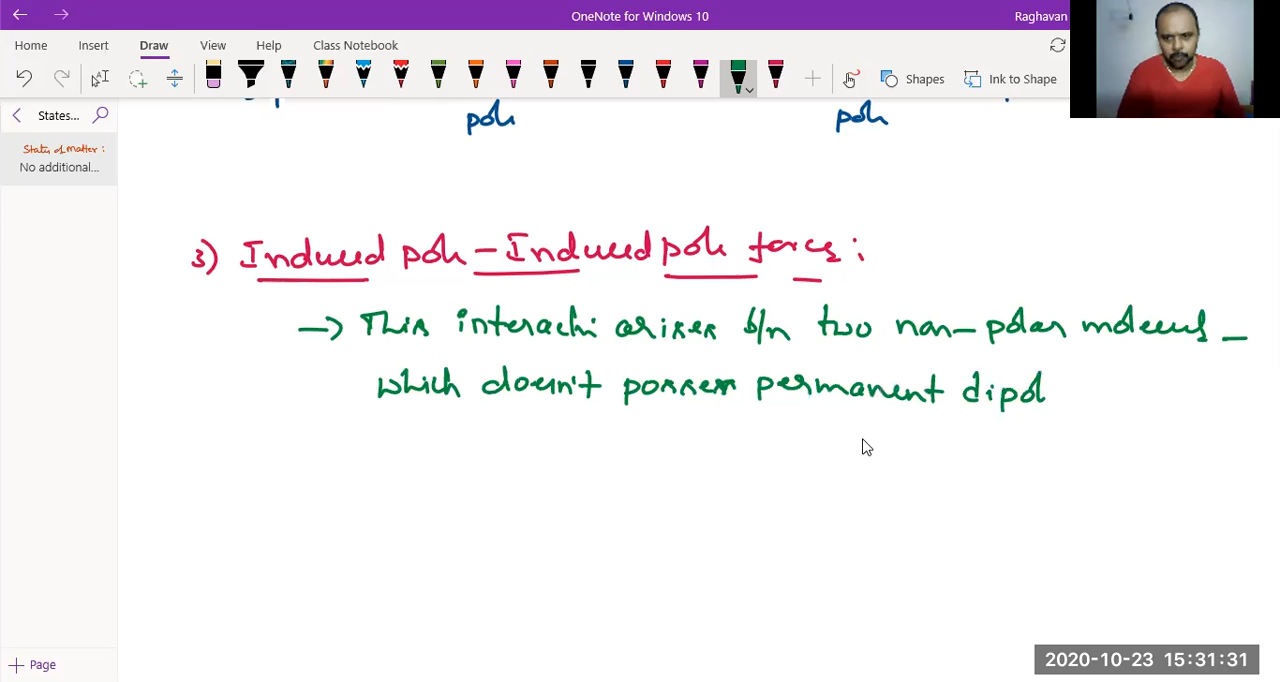 OneNote for Windows 10
Raghavan
Home Insert Draw View Help Class Notebook
Shapes Ink to Shape
States...
States of matter :
No additional...
pole pole
3) Induced pole - Induced pole forces :
→ This interacti arises b/n two non-polar molecules _
which doesn't possess permanent dipol
Page
2020-10-23 15:31:31